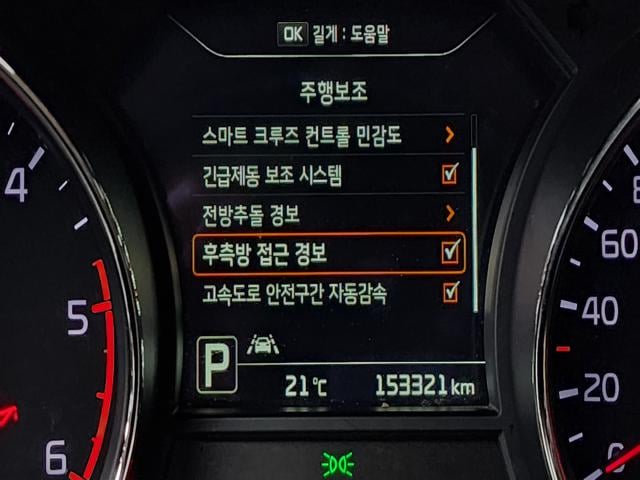 OK 길게 : 도움말
주행보조
스마트 크루즈 컨트롤 민감도
긴급제동 보조 시스템
전방추돌 경보
후측방 접근 경보
고속도로 안전구간 자동감속
P
21℃ 153321 km
4
5
6
60
40
20